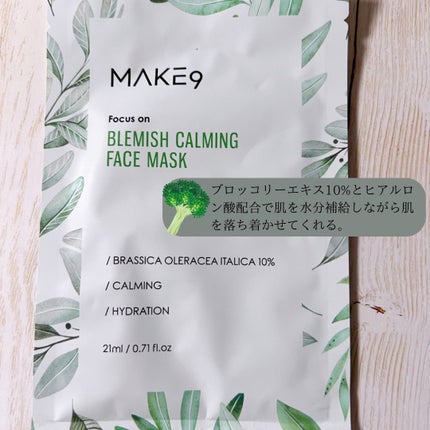 MAKE9
Focus on
BLEMISH CALMING
FACE MASK
ブロッコリーエキス10%とヒアルロ
ン酸配合で肌を水分補給しながら肌
を落ち着かせてくれる。
/ BRASSICA OLERACEA ITALICA 10%
/ CALMING
/ HYDRATION
21ml / 0.71 fl.oz